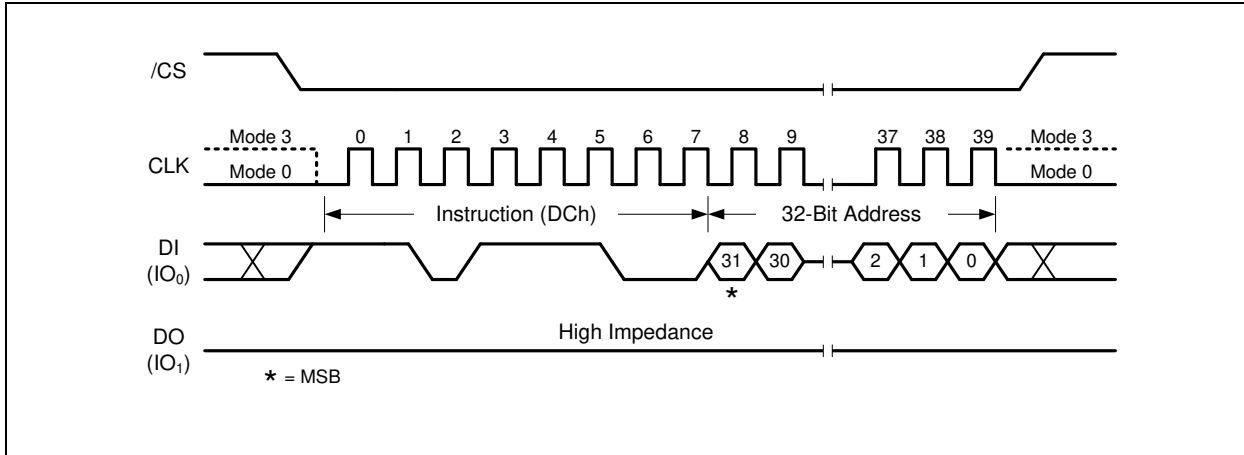 /CS
Mode 3 0 1 2 3 4 5 6 7 8 9 37 38 39 Mode 3
CLK Mode 0 Mode 0
Instruction (DCh) 32-Bit Address
DI
(IO₀)
31 30 2 1 0
*
DO
(IO₁)
High Impedance
* = MSB